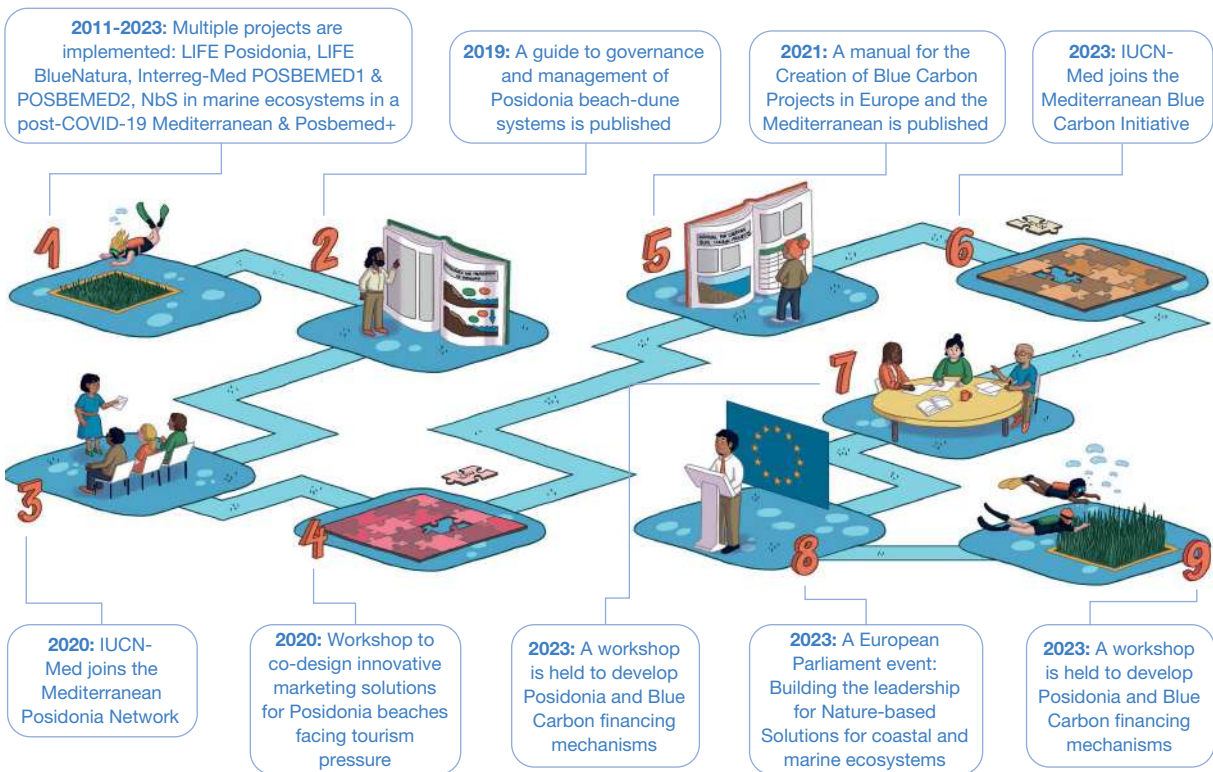 2011-2023: Multiple projects are
implemented: LIFE Posidonia, LIFE
BlueNatura, Interreg-Med POSBEMED1 &
POSBEMED2, NbS in marine ecosystems in a
post-COVID-19 Mediterranean & Posbemed+
2019: A guide to governance
and management of
Posidonia beach-dune
systems is published
2021: A manual for the
Creation of Blue Carbon
Projects in Europe and the
Mediterranean is published
2023: IUCN-
Med joins the
Mediterranean Blue
Carbon Initiative
1
2
5
6
7
3
4
8
9
2020: IUCN-
Med joins the
Mediterranean
Posidonia Network
2020: Workshop to
co-design innovative
marketing solutions
for Posidonia beaches
facing tourism
pressure
2023: A workshop
is held to develop
Posidonia and Blue
Carbon financing
mechanisms
2023: A European
Parliament event:
Building the leadership
for Nature-based
Solutions for coastal and
marine ecosystems
2023: A workshop
is held to develop
Posidonia and Blue
Carbon financing
mechanisms